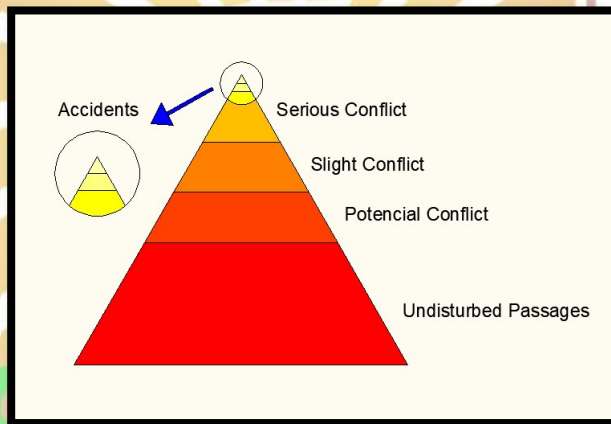 Accidents
Serious Conflict
Slight Conflict
Potencial Conflict
Undisturbed Passages